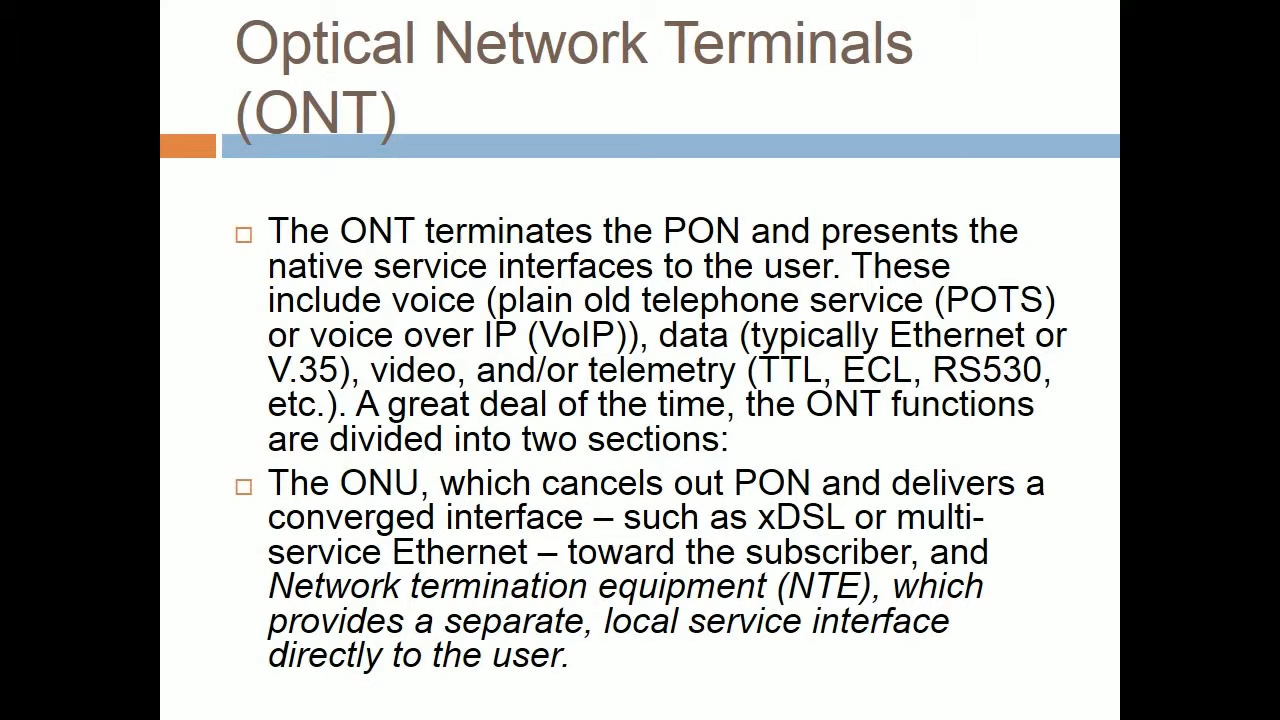 Optical Network Terminals
(ONT)
The ONT terminates the PON and presents the
native service interfaces to the user. These
include voice (plain old telephone service (POTS)
or voice over IP (VoIP)), data (typically Ethernet or
V.35), video, and/or telemetry (TTL, ECL, RS530,
etc.). A great deal of the time, the ONT functions
are divided into two sections:
The ONU, which cancels out PON and delivers a
converged interface – such as xDSL or multi-
service Ethernet – toward the subscriber, and
Network termination equipment (NTE), which
provides a separate, local service interface
directly to the user.